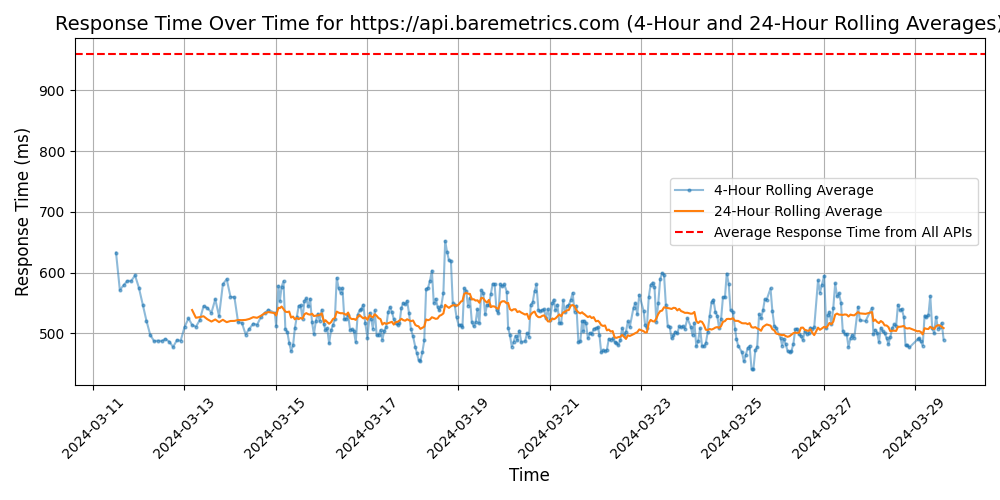 Response Time Over Time for https://api.baremetrics.com (4-Hour and 24-Hour Rolling Averages)
Response Time (ms)
900
800
700
600
500
4-Hour Rolling Average
24-Hour Rolling Average
Average Response Time from All APIs
2024-03-11
2024-03-13
2024-03-15
2024-03-17
2024-03-19
2024-03-21
2024-03-23
2024-03-25
2024-03-27
2024-03-29
Time